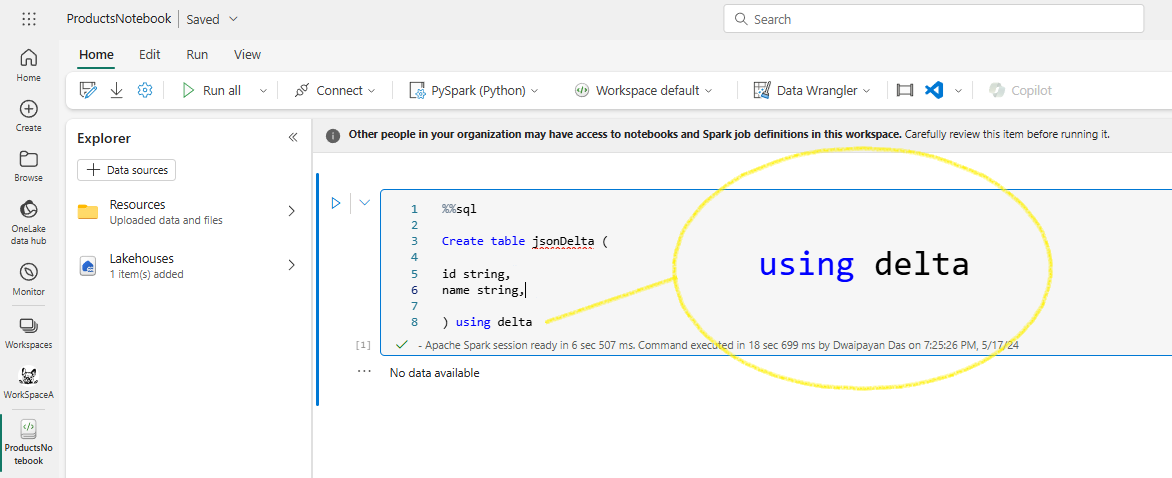 ProductsNotebook | Saved
Search
Home Edit Run View
Run all Connect PySpark (Python) Workspace default Data Wrangler Copilot
Home
Create
Browse
OneLake
data hub
Monitor
Workspaces
WorkSpaceA
ProductsNo
tebook
Explorer
Data sources
Resources
Uploaded data and files
Lakehouses
1 item(s) added
Other people in your organization may have access to notebooks and Spark job definitions in this workspace. Carefully review this item before running it.
1 %%sql
2
3 Create table jsonDelta (
4
5 id string,
6 name string,
7
8 ) using delta
using delta
[1] - Apache Spark session ready in 6 sec 507 ms. Command executed in 18 sec 699 ms by Dwaipayan Das on 7:25:26 PM, 5/17/24
... No data available